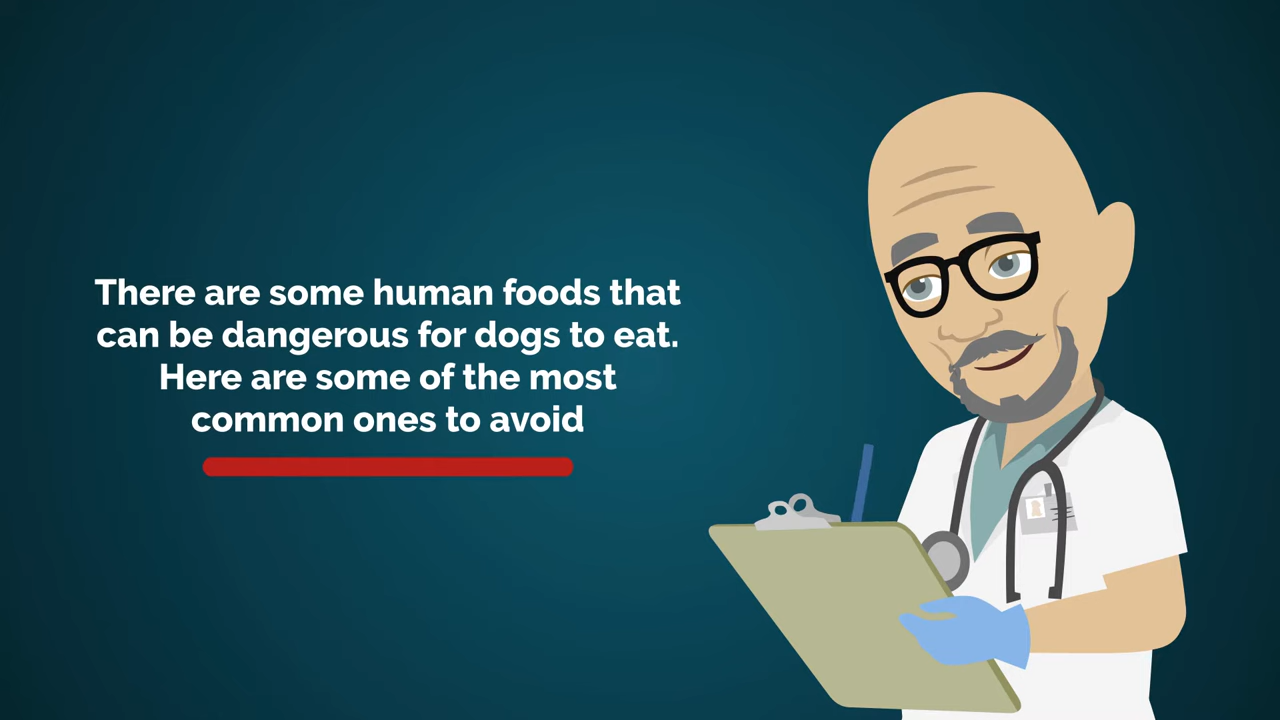 There are some human foods that
can be dangerous for dogs to eat.
Here are some of the most
common ones to avoid